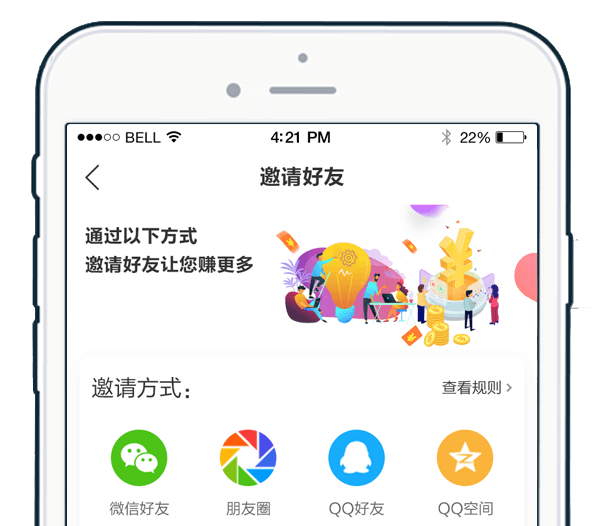 BELL 4:21 PM 22%
邀请好友
通过以下方式
邀请好友让您赚更多
邀请方式: 查看规则
微信好友 朋友圈 QQ好友 QQ空间